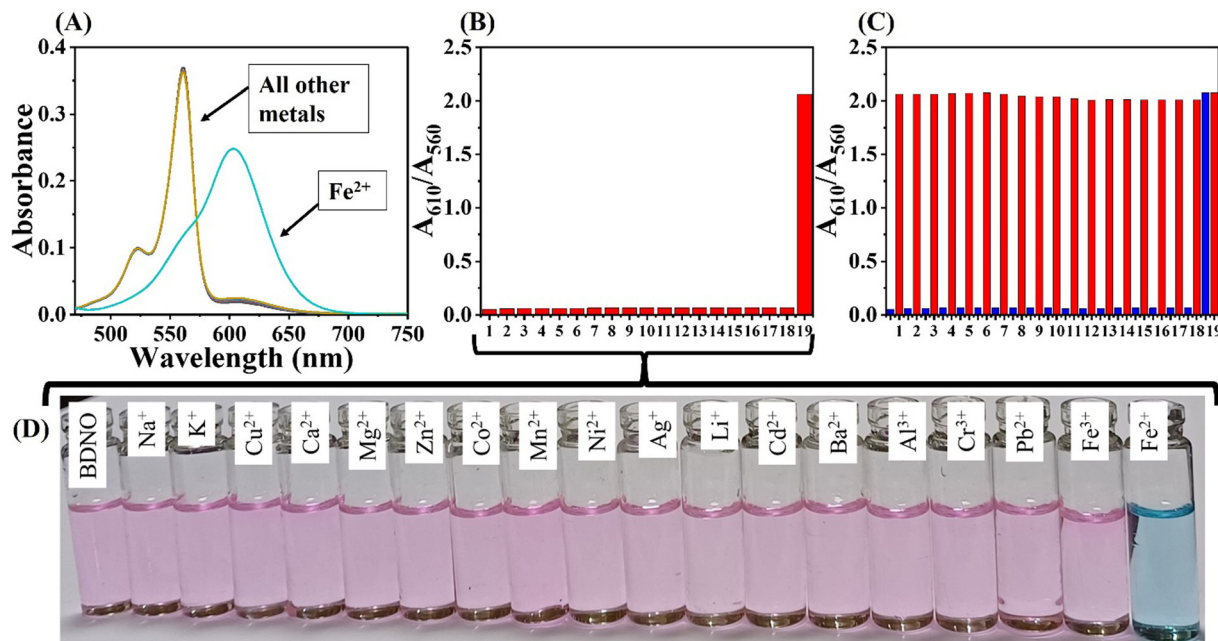 (A)
Absorbance
0.4
0.3
0.2
0.1
0.0
All other
metals
Fe²⁺
500 550 600 650 700 750
Wavelength (nm)
(B)
A₆₁₀/A₅₆₀
2.5
2.0
1.5
1.0
0.5
0.0
1 2 3 4 5 6 7 8 9 10 11 12 13 14 15 16 17 18 19
(C)
A₆₁₀/A₅₆₀
2.5
2.0
1.5
1.0
0.5
0.0
1 2 3 4 5 6 7 8 9 10 11 12 13 14 15 16 17 18 19
(D)
BDNO
Na⁺
K⁺
Cu²⁺
Ca²⁺
Mg²⁺
Zn²⁺
Co²⁺
Mn²⁺
Ni²⁺
Ag⁺
Li⁺
Cd²⁺
Ba²⁺
Al³⁺
Cr³⁺
Pb²⁺
Fe³⁺
Fe²⁺